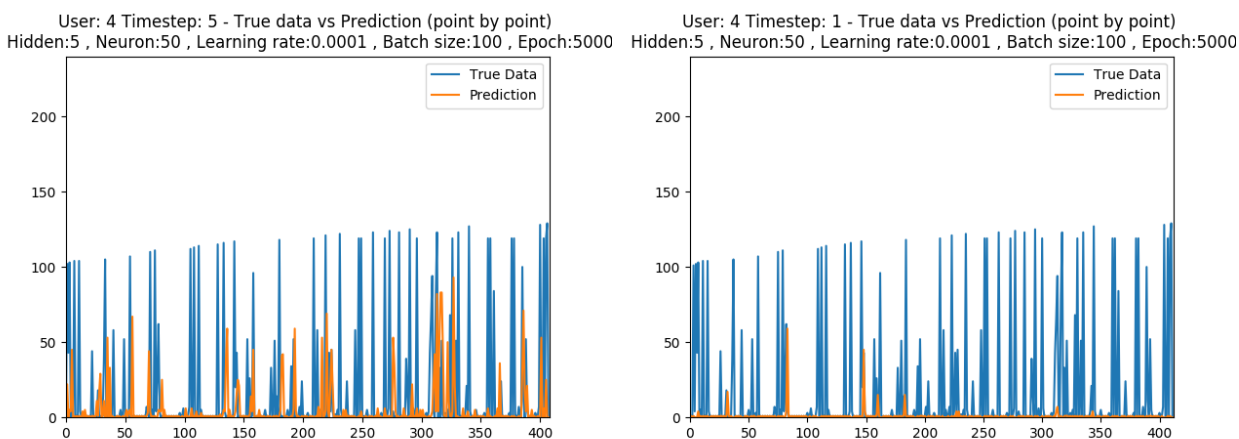 User: 4 Timestep: 5 - True data vs Prediction (point by point)
Hidden:5 , Neuron:50 , Learning rate:0.0001 , Batch size:100 , Epoch:5000
True Data
Prediction
200
150
100
50
0
0 50 100 150 200 250 300 350 400
User: 4 Timestep: 1 - True data vs Prediction (point by point)
Hidden:5 , Neuron:50 , Learning rate:0.0001 , Batch size:100 , Epoch:5000
True Data
Prediction
200
150
100
50
0
0 50 100 150 200 250 300 350 400